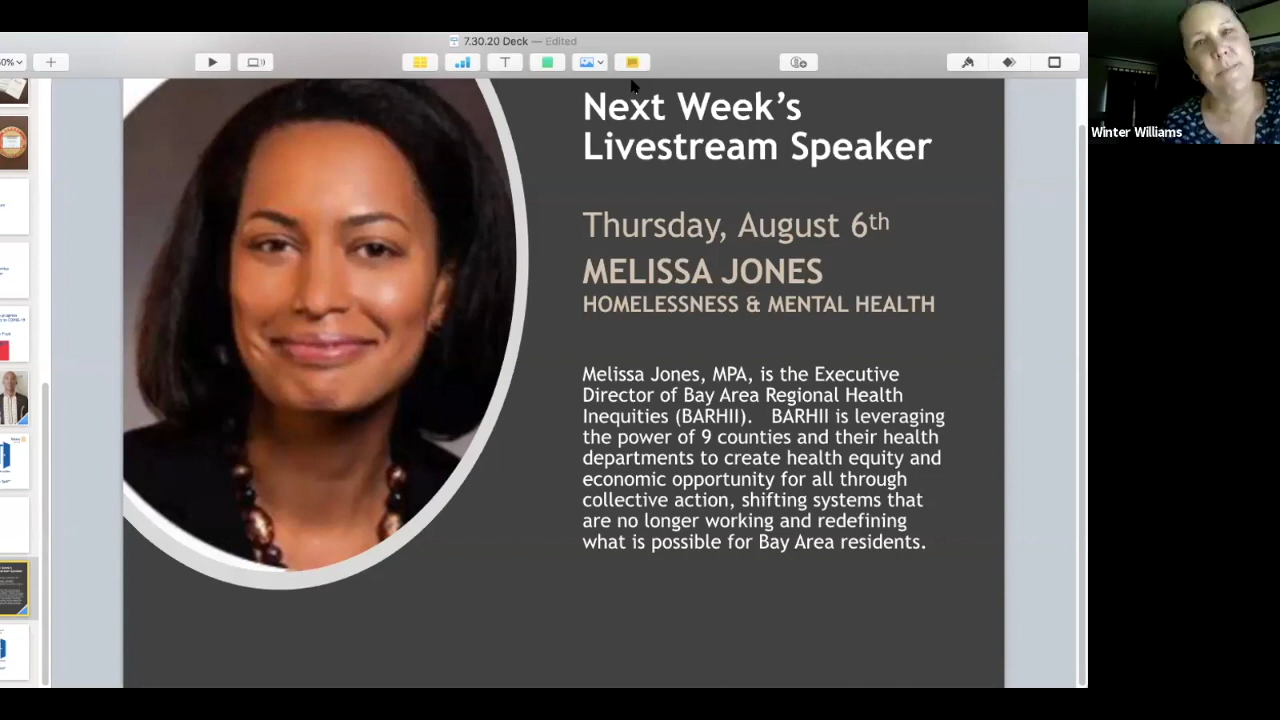 7.30.20 Deck — Edited
0%
T
Next Week's
Livestream Speaker
Thursday, August 6th
MELISSA JONES
HOMELESSNESS & MENTAL HEALTH
Melissa Jones, MPA, is the Executive
Director of Bay Area Regional Health
Inequities (BARHII). BARHII is leveraging
the power of 9 counties and their health
departments to create health equity and
economic opportunity for all through
collective action, shifting systems that
are no longer working and redefining
what is possible for Bay Area residents.
Winter Williams